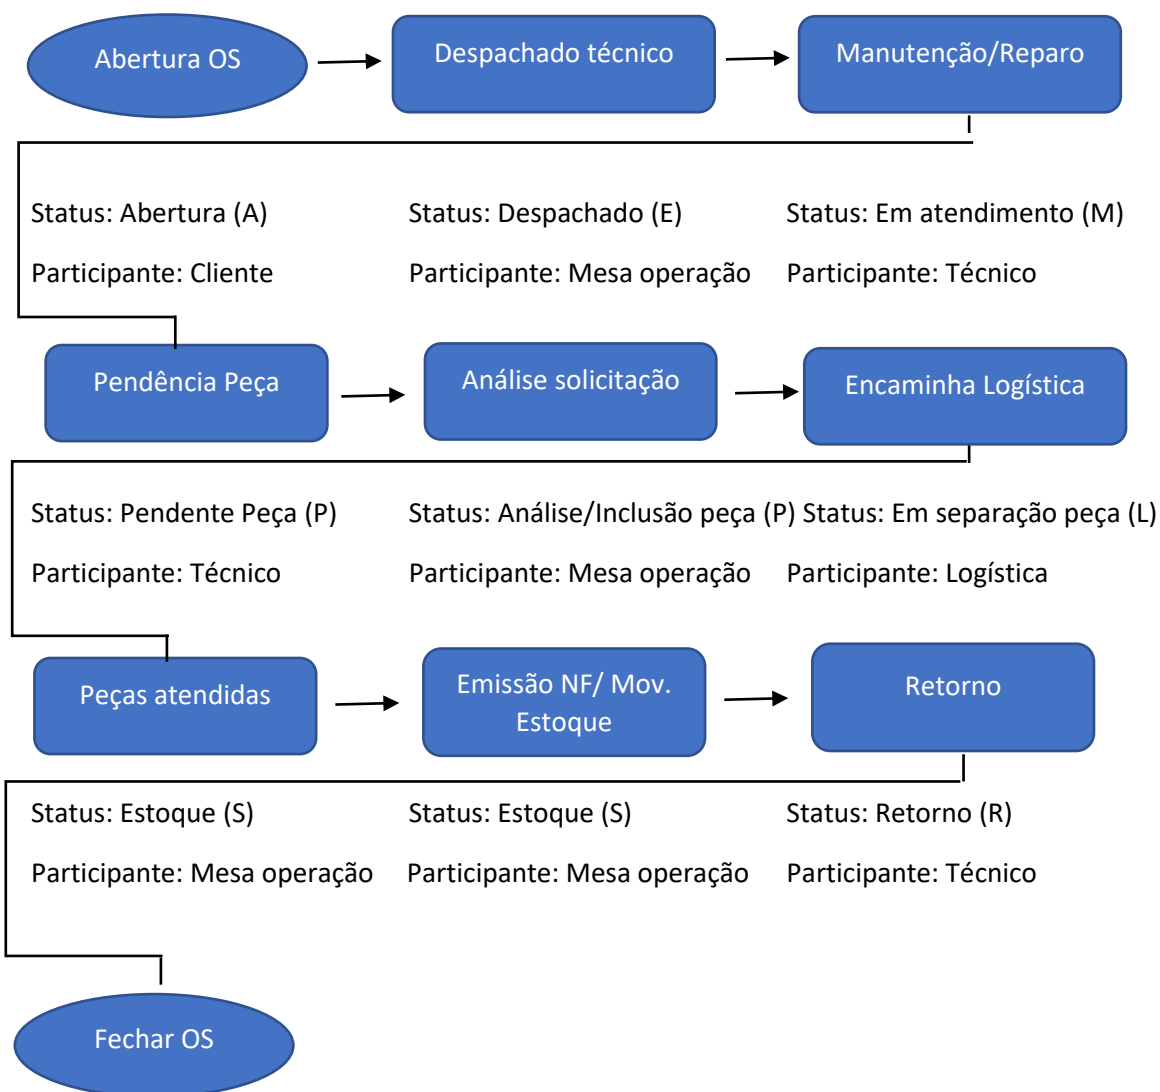 Abertura OS
Despachado técnico
Manutenção/Reparo
Status: Abertura (A)
Status: Despachado (E)
Status: Em atendimento (M)
Participante: Cliente
Participante: Mesa operação
Participante: Técnico
Pendência Peça
Análise solicitação
Encaminha Logística
Status: Pendente Peça (P)
Status: Análise/Inclusão peça (P)
Status: Em separação peça (L)
Participante: Técnico
Participante: Mesa operação
Participante: Logística
Peças atendidas
Emissão NF/ Mov.
Estoque
Retorno
Status: Estoque (S)
Status: Estoque (S)
Status: Retorno (R)
Participante: Mesa operação
Participante: Mesa operação
Participante: Técnico
Fechar OS